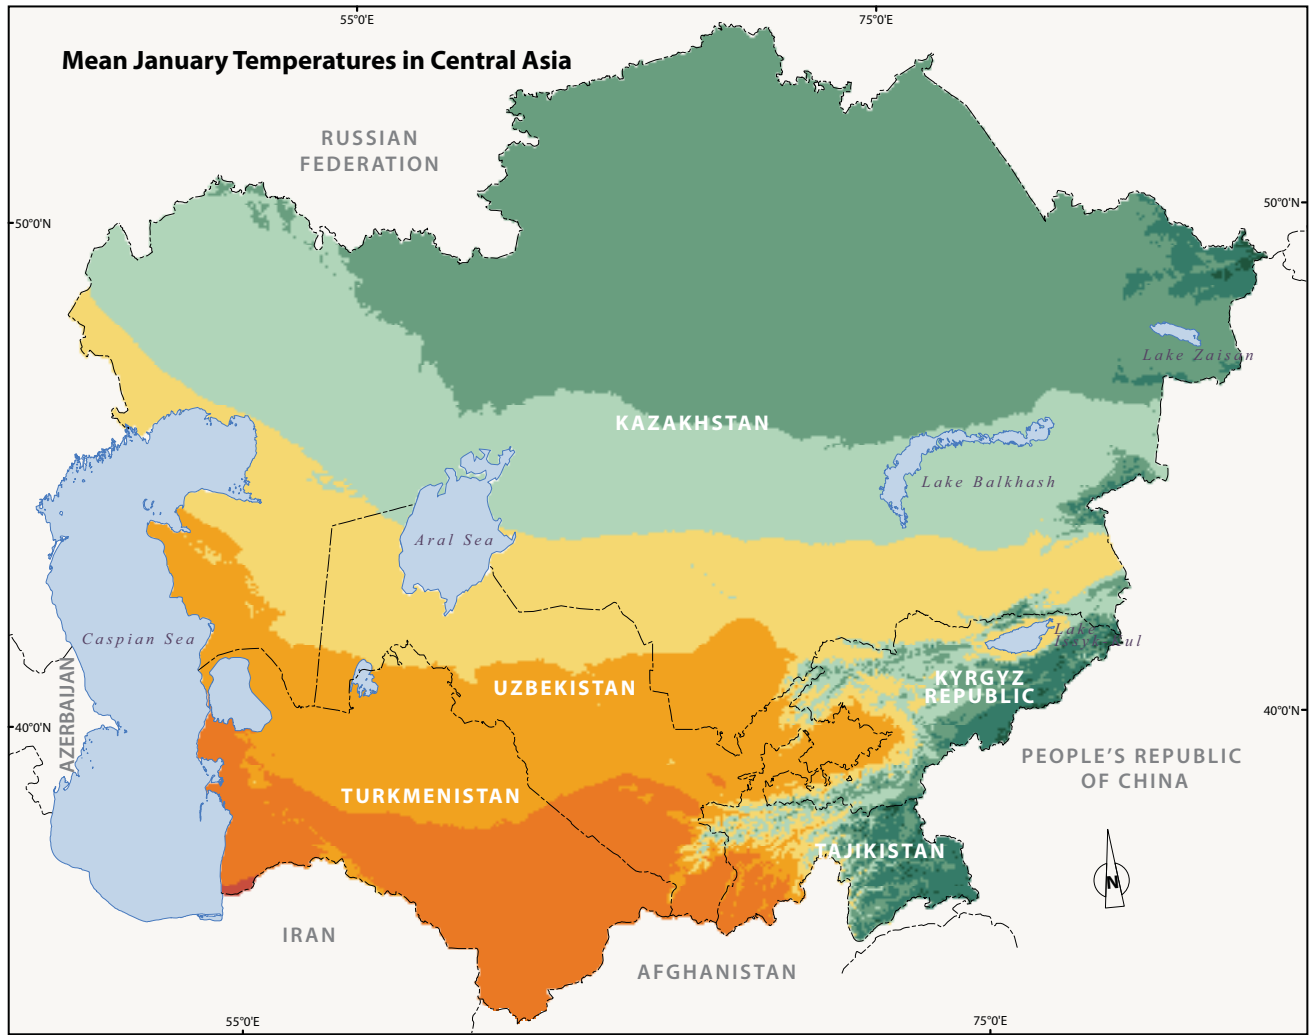 55°0'E
75°0'E
Mean January Temperatures in Central Asia
RUSSIAN
FEDERATION
50°0'N
50°0'N
Lake Zaisan
KAZAKHSTAN
Lake Balkhash
Aral Sea
Caspian Sea
Lake
KYRGYZ
REPUBLIC
UZBEKISTAN
AZERBAIJAN
40°0'N
40°0'N
PEOPLE'S REPUBLIC
OF CHINA
TURKMENISTAN
TAJIKISTAN
N
IRAN
AFGHANISTAN
55°0'E
75°0'E